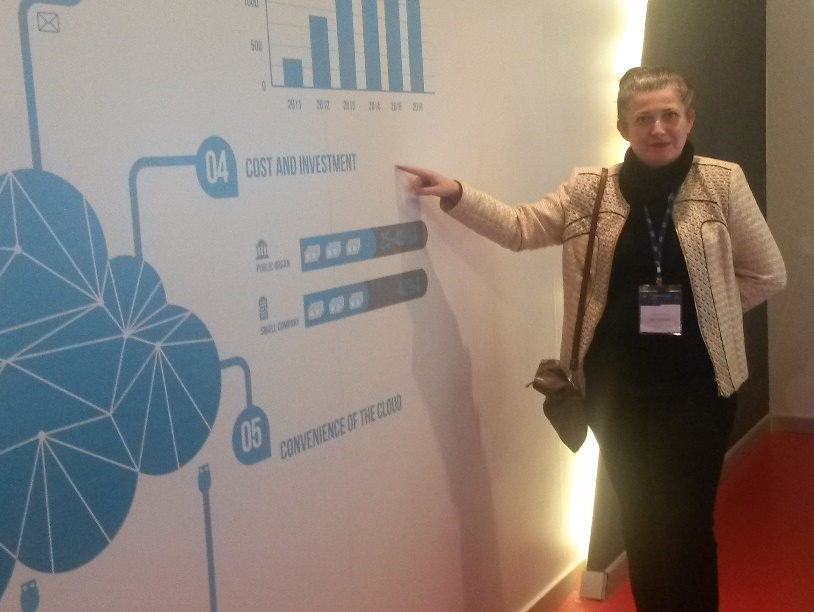 1000
500
0
2011 2012 2013 2014 2015 2016
04
COST AND INVESTMENT
PUBLIC ORGAN
SMALL COMPANY
05
CONVENIENCE OF THE CLOUD